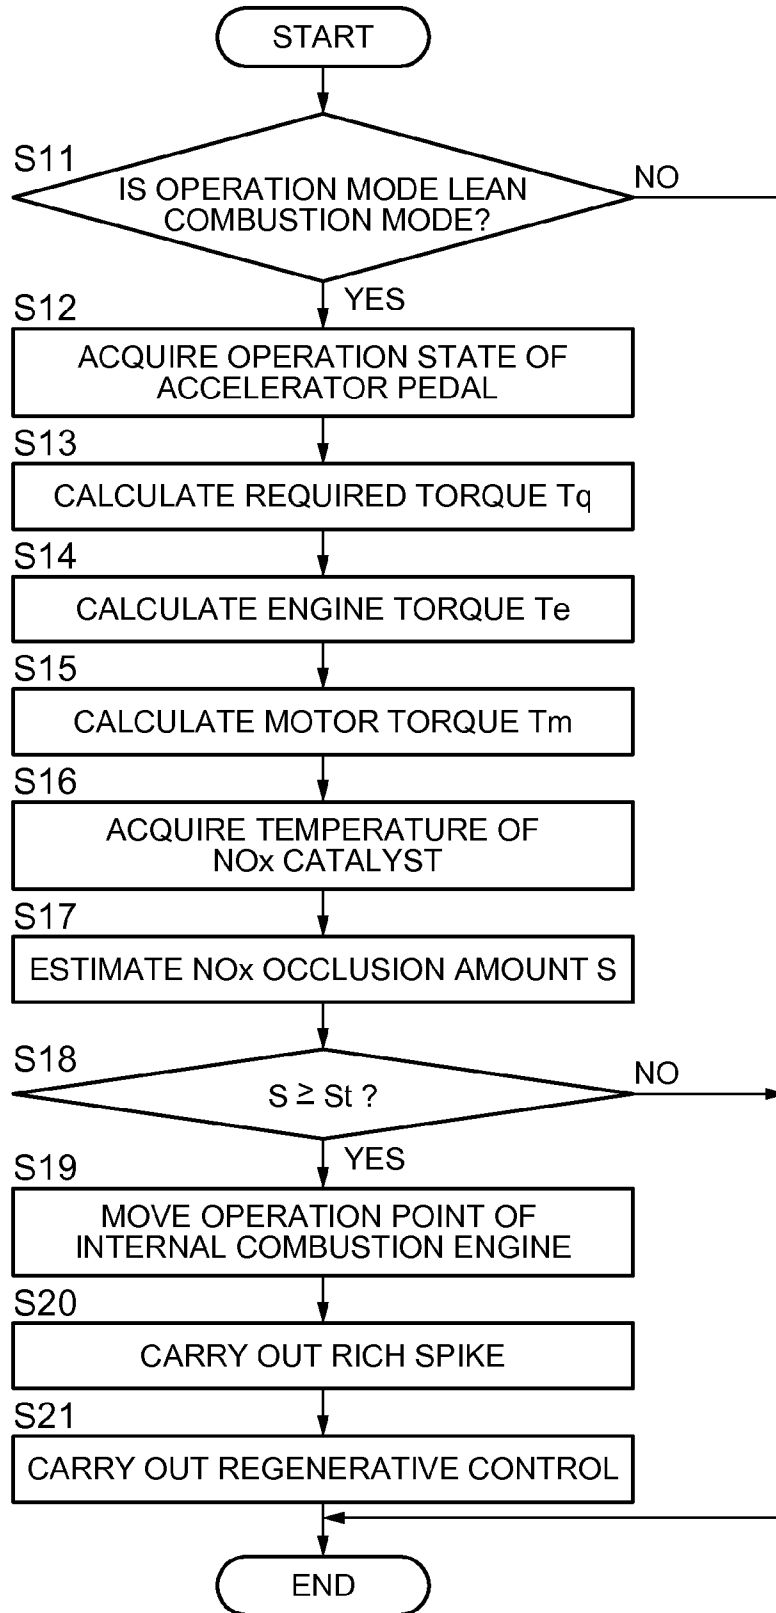 START
S11
IS OPERATION MODE LEAN
COMBUSTION MODE?
NO
YES
S12
ACQUIRE OPERATION STATE OF
ACCELERATOR PEDAL
S13
CALCULATE REQUIRED TORQUE Tq
S14
CALCULATE ENGINE TORQUE Te
S15
CALCULATE MOTOR TORQUE Tm
S16
ACQUIRE TEMPERATURE OF
NOx CATALYST
S17
ESTIMATE NOx OCCLUSION AMOUNT S
S18
S ≥ St ?
NO
YES
S19
MOVE OPERATION POINT OF
INTERNAL COMBUSTION ENGINE
S20
CARRY OUT RICH SPIKE
S21
CARRY OUT REGENERATIVE CONTROL
END